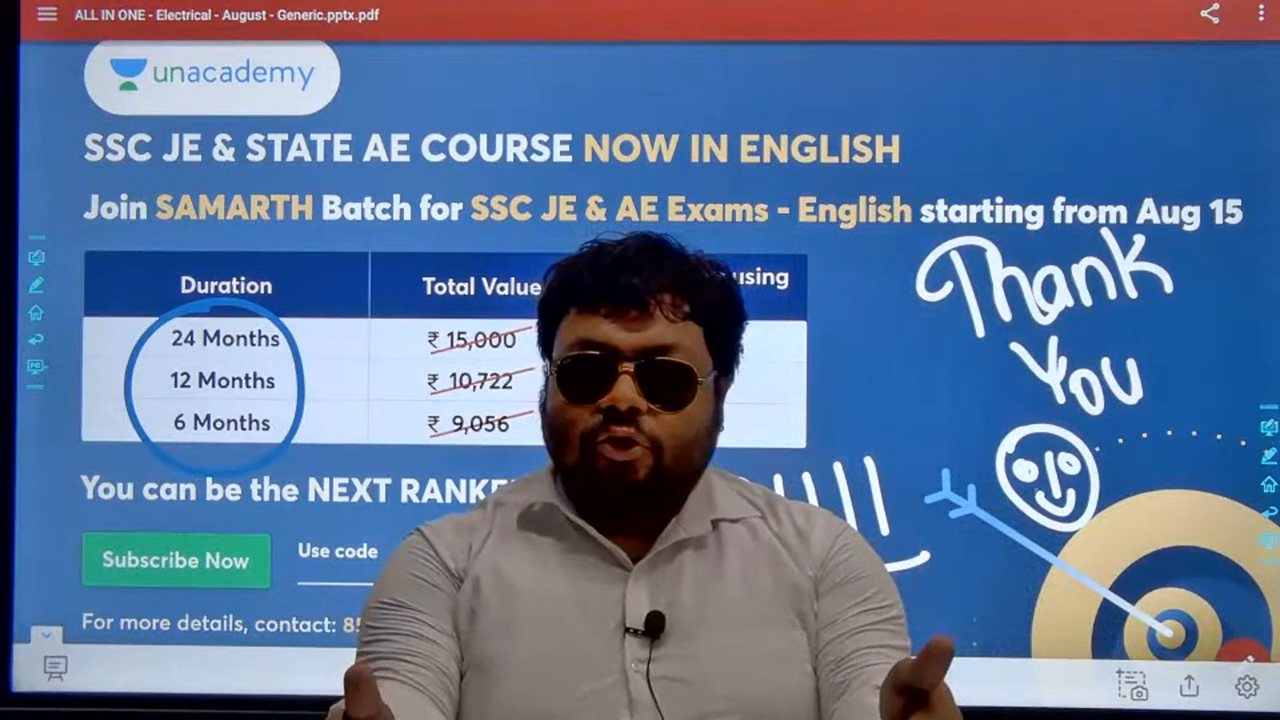 ALL IN ONE - Electrical - August - Generic.pptx.pdf
unacademy
SSC JE & STATE AE COURSE NOW IN ENGLISH
Join SAMARTH Batch for SSC JE & AE Exams - English starting from Aug 15
Duration Total Value using
24 Months ₹ 15,000
12 Months ₹ 10,722
6 Months ₹ 9,056
Thank
You
You can be the NEXT RANKE
Subscribe Now Use code
For more details, contact: 85